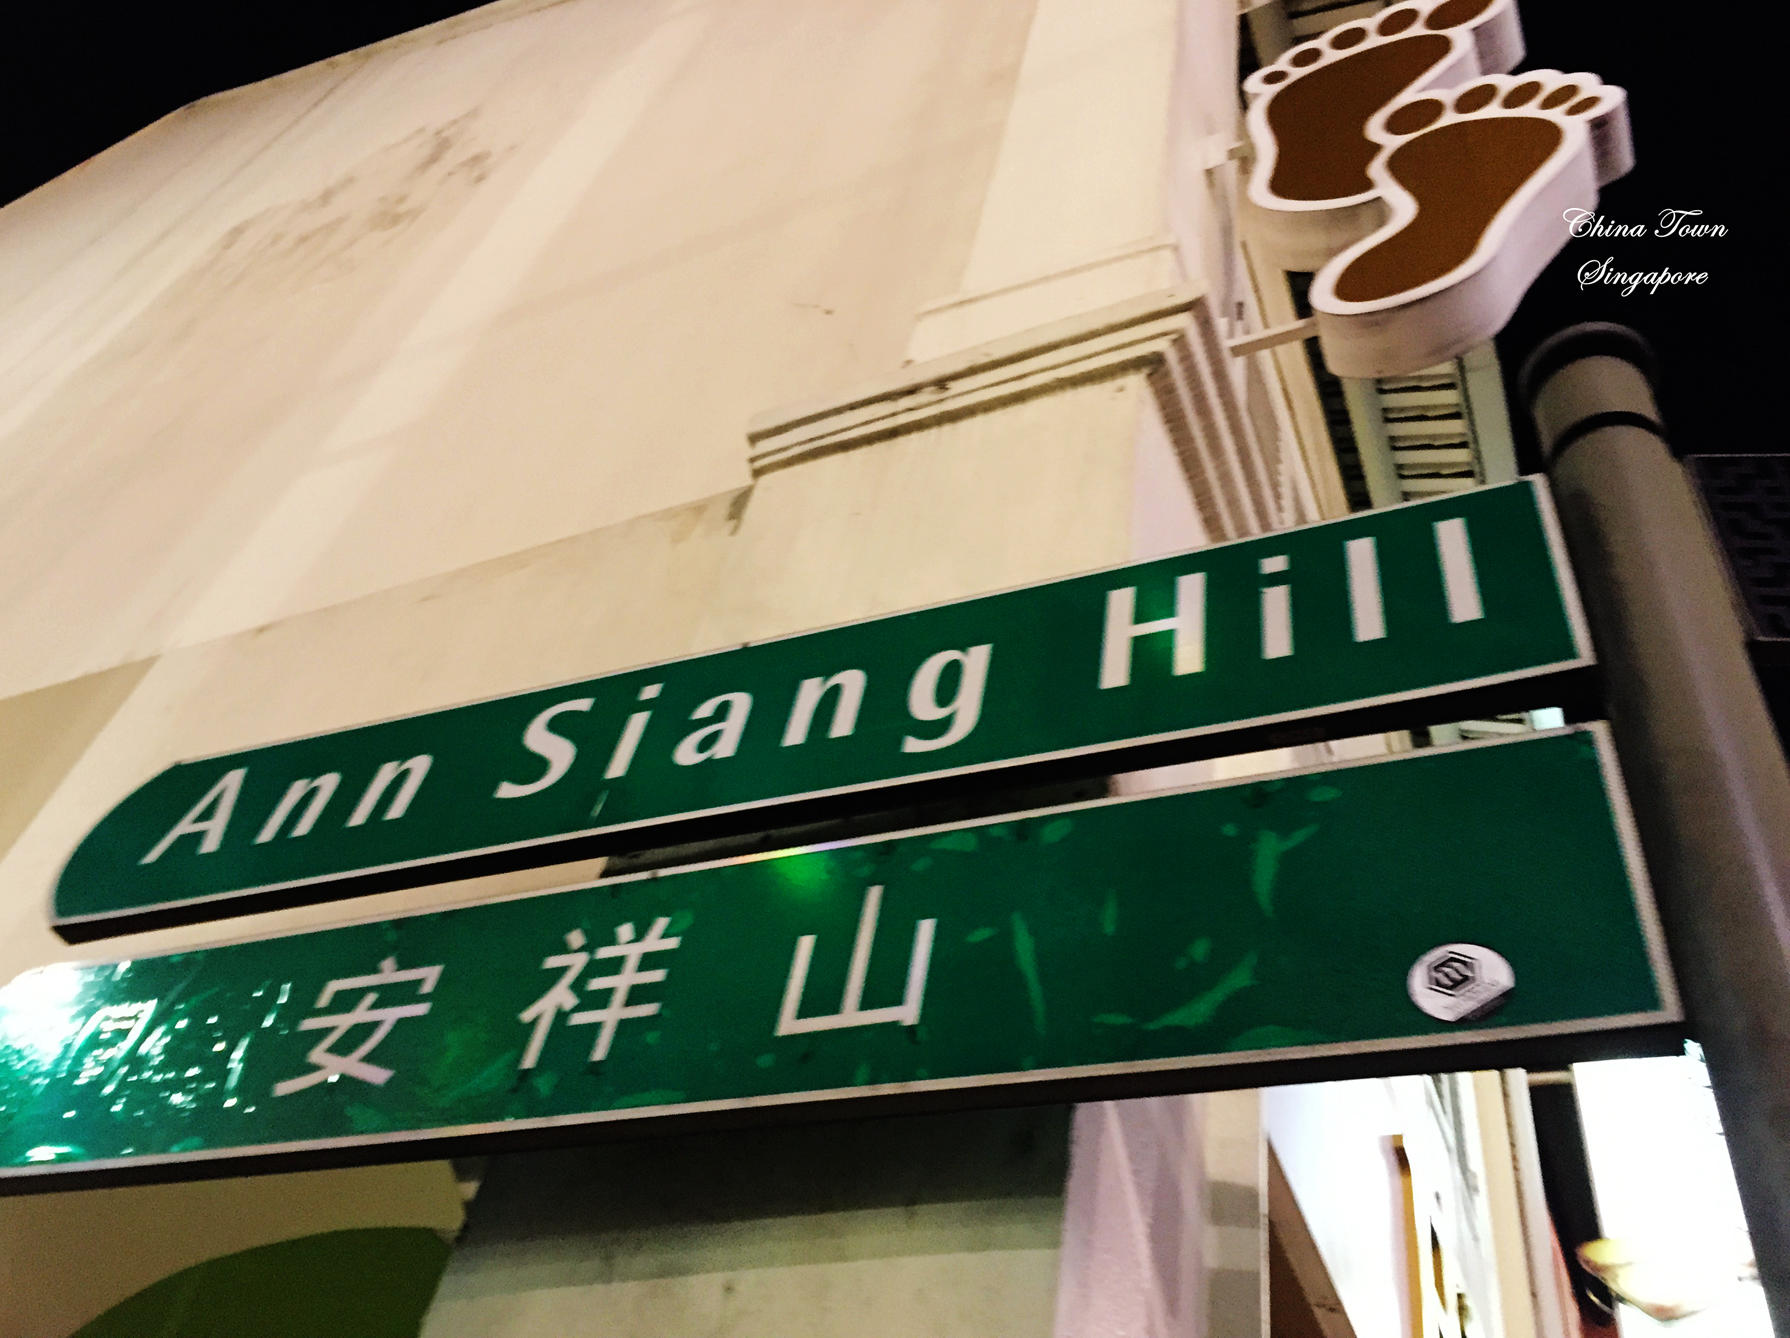 China Town
Singapore
Ann Siang Hill
安祥山